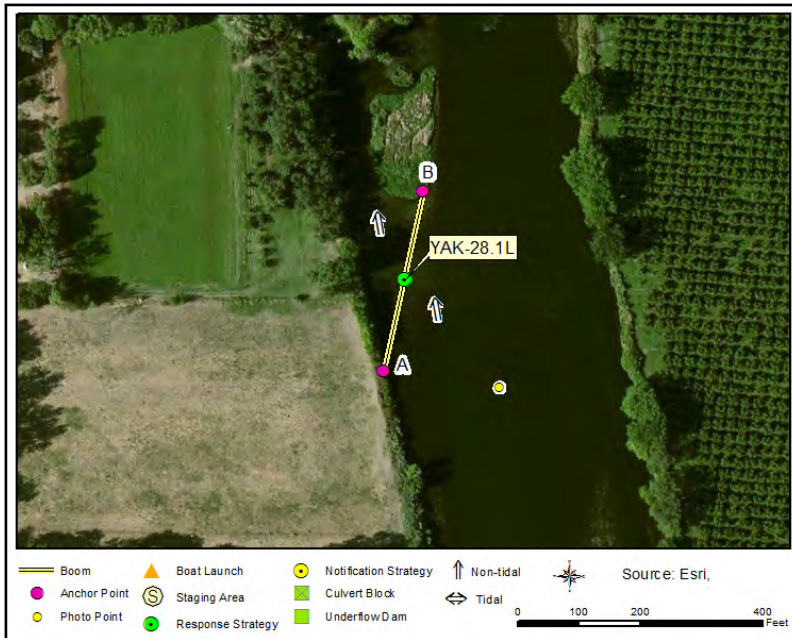 B
YAK-28.1L
A
Boom
Boat Launch
Notification Strategy
Non-tidal
Source: Esri,
Anchor Point
S
Staging Area
Culvert Block
Tidal
Photo Point
Response Strategy
Underflow Dam
0 100 200 400
Feet